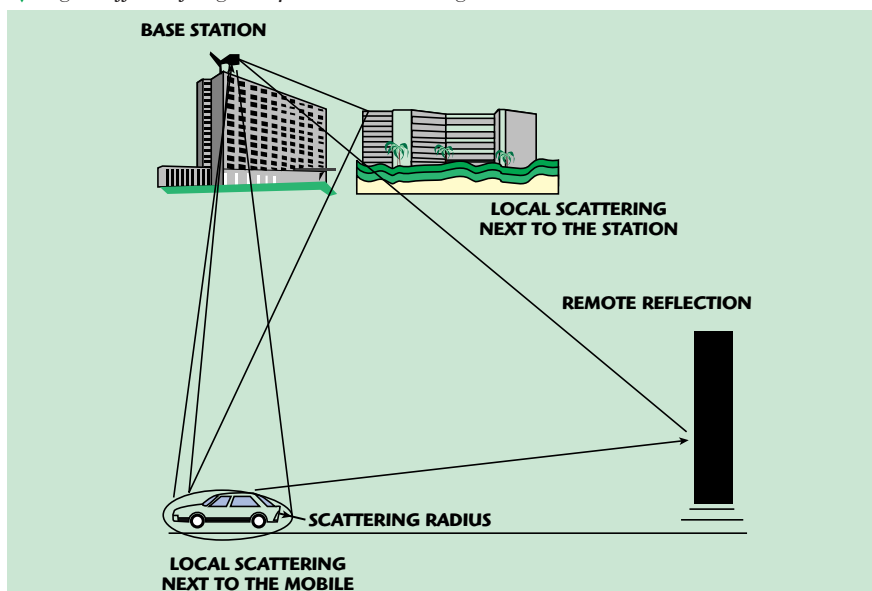 BASE STATION
LOCAL SCATTERING
NEXT TO THE STATION
REMOTE REFLECTION
SCATTERING RADIUS
LOCAL SCATTERING
NEXT TO THE MOBILE